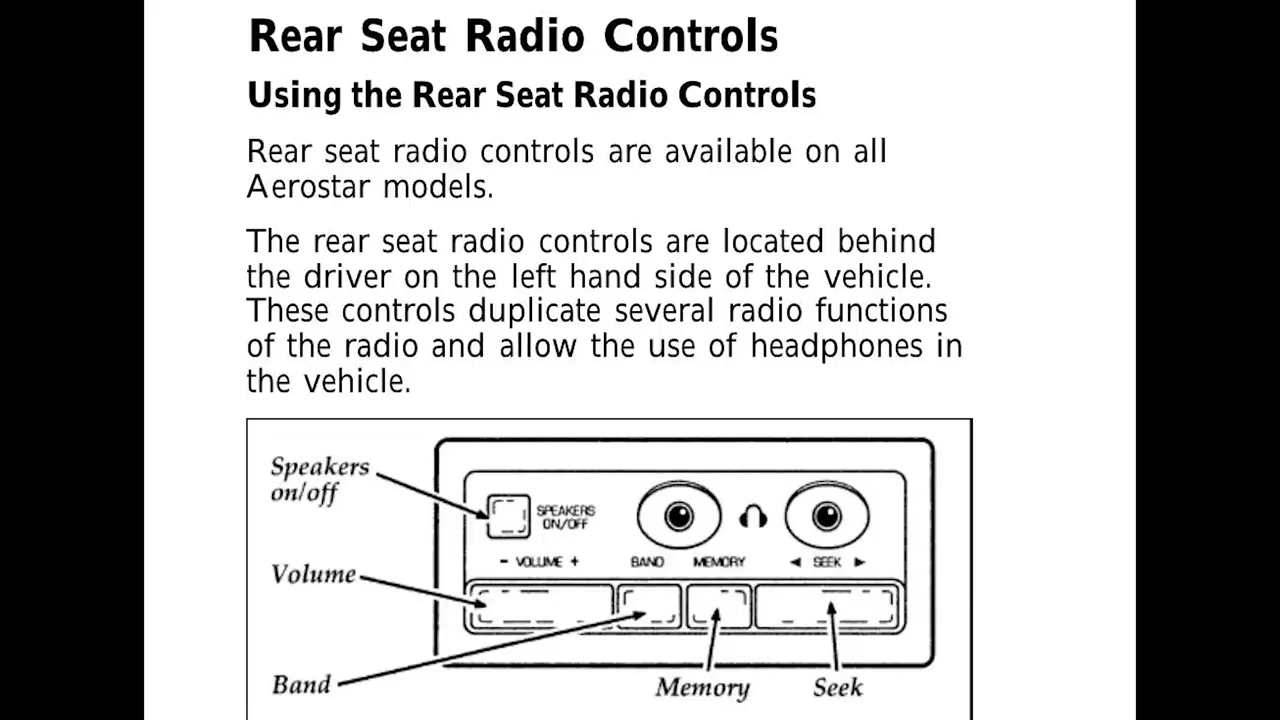 Rear Seat Radio Controls
Using the Rear Seat Radio Controls
Rear seat radio controls are available on all
Aerostar models.
The rear seat radio controls are located behind
the driver on the left hand side of the vehicle.
These controls duplicate several radio functions
of the radio and allow the use of headphones in
the vehicle.
Speakers
on/off
SPEAKERS
ON/OFF
- VOLUME + BAND MEMORY ◄ SEEK ►
Volume
Band
Memory Seek